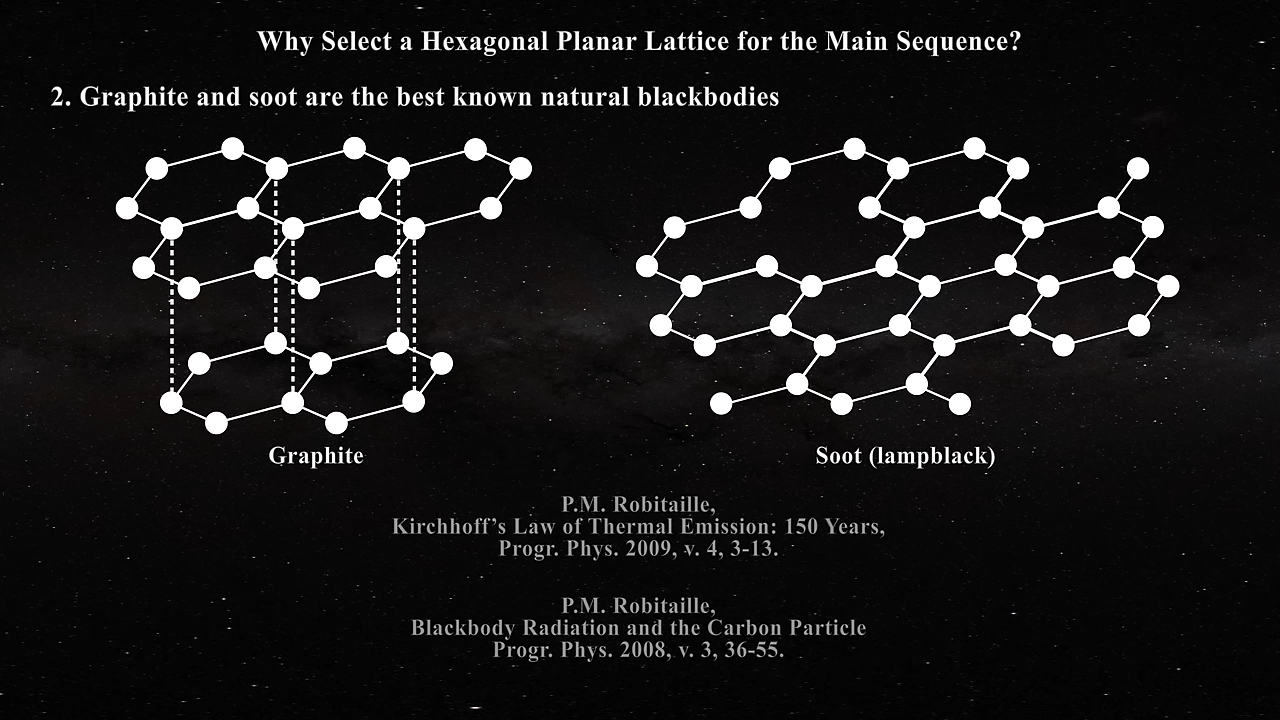 Why Select a Hexagonal Planar Lattice for the Main Sequence?
2. Graphite and soot are the best known natural blackbodies
Graphite
Soot (lampblack)
P.M. Robitaille,
Kirchhoff’s Law of Thermal Emission: 150 Years,
Progr. Phys. 2009, v. 4, 3-13.
P.M. Robitaille,
Blackbody Radiation and the Carbon Particle
Progr. Phys. 2008, v. 3, 36-55.